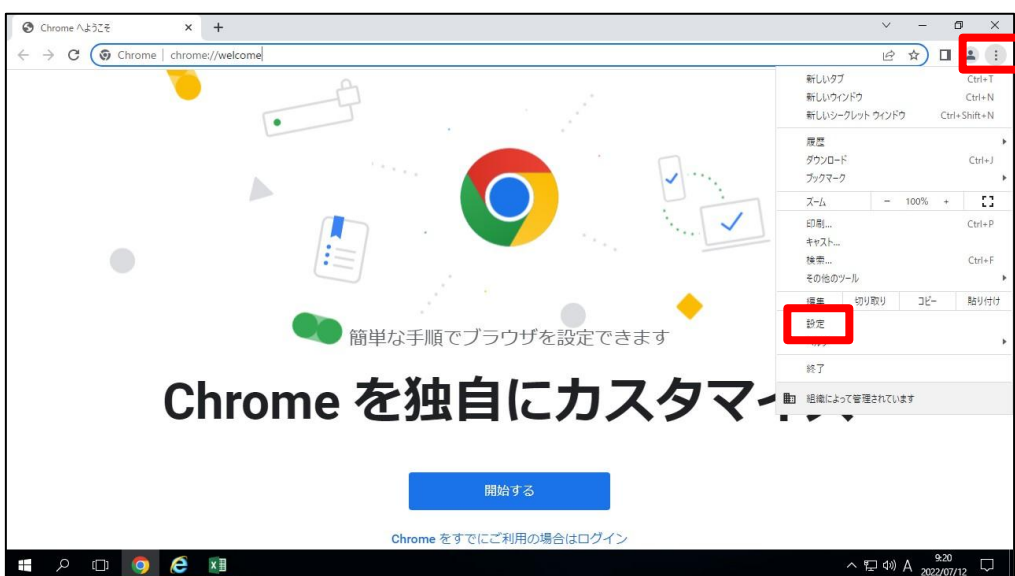 Chrome へようこそ
Chrome | chrome://welcome
新しいタブ Ctrl+T
新しいウィンドウ Ctrl+N
新しいシークレット ウィンドウ Ctrl+Shift+N
履歴
ダウンロード Ctrl+J
ブックマーク
ズーム − 100% +
印刷... Ctrl+P
キャスト...
検索... Ctrl+F
その他のツール
編集 切り取り コピー 貼り付け
設定
終了
組織によって管理されています
簡単な手順でブラウザを設定できます
Chrome を独自にカスタマイズ
開始する
Chrome をすでにご利用の場合はログイン
A
9:20
2022/07/12